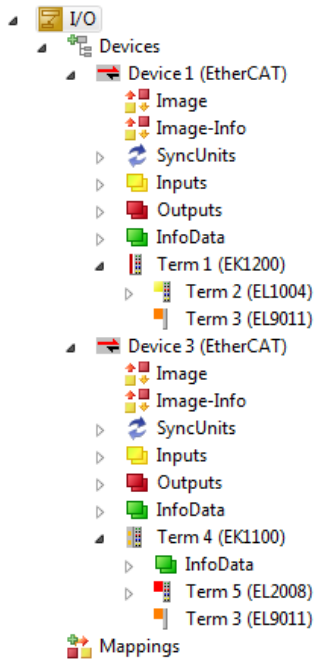 I/O
Devices
Device 1 (EtherCAT)
Image
Image-Info
SyncUnits
Inputs
Outputs
InfoData
Term 1 (EK1200)
Term 2 (EL1004)
Term 3 (EL9011)
Device 3 (EtherCAT)
Image
Image-Info
SyncUnits
Inputs
Outputs
InfoData
Term 4 (EK1100)
InfoData
Term 5 (EL2008)
Term 3 (EL9011)
Mappings